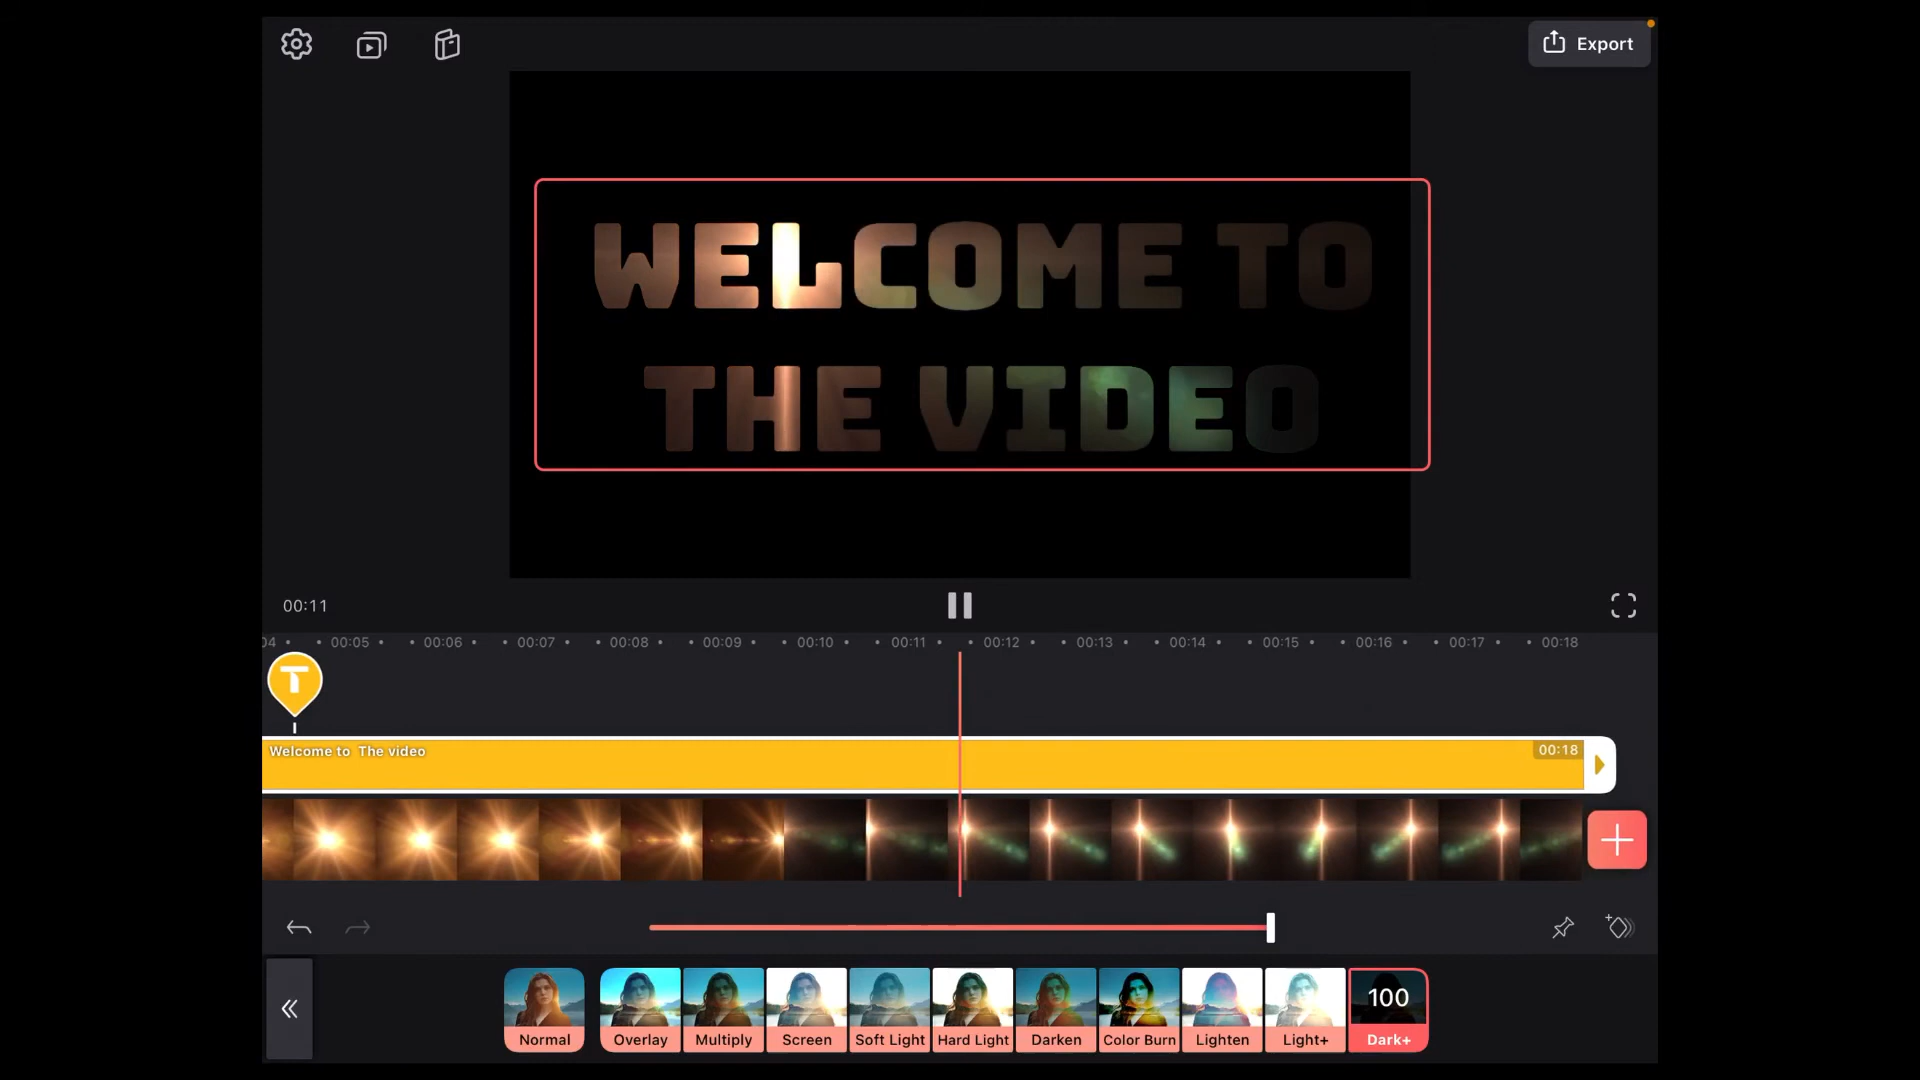 Export
WELCOME TO
THE VIDEO
00:11
04 00:05 00:06 00:07 00:08 00:09 00:10 00:11 00:12 00:13 00:14 00:15 00:16 00:17 00:18
T
Welcome to The video 00:18
100
Normal Overlay Multiply Screen Soft Light Hard Light Darken Color Burn Lighten Light+ Dark+